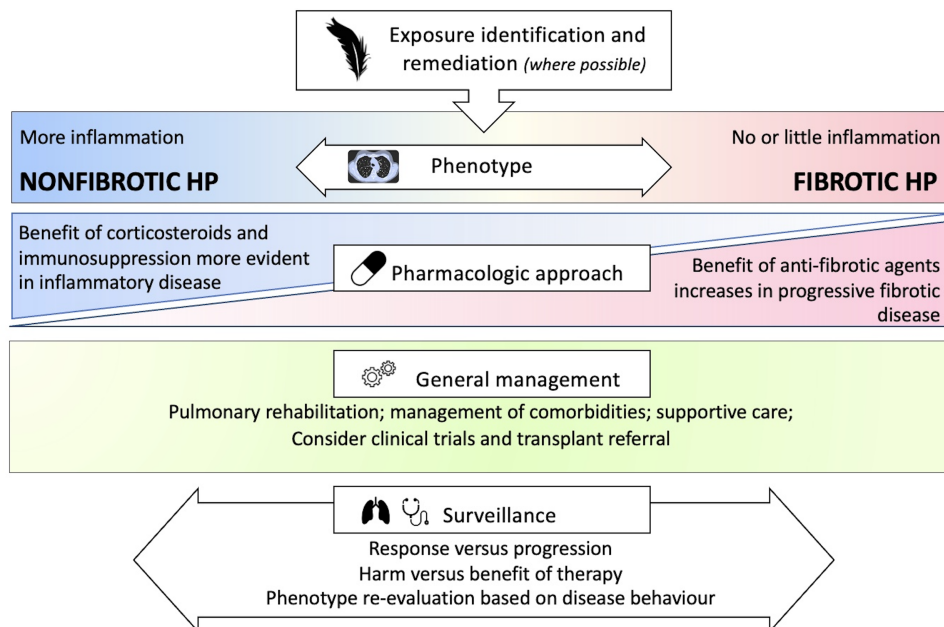 Exposure identification and
remediation (where possible)
More inflammation
No or little inflammation
NONFIBROTIC HP
Phenotype
FIBROTIC HP
Benefit of corticosteroids and
immunosuppression more evident
in inflammatory disease
Pharmacologic approach
Benefit of anti-fibrotic agents
increases in progressive fibrotic
disease
General management
Pulmonary rehabilitation; management of comorbidities; supportive care;
Consider clinical trials and transplant referral
Surveillance
Response versus progression
Harm versus benefit of therapy
Phenotype re-evaluation based on disease behaviour